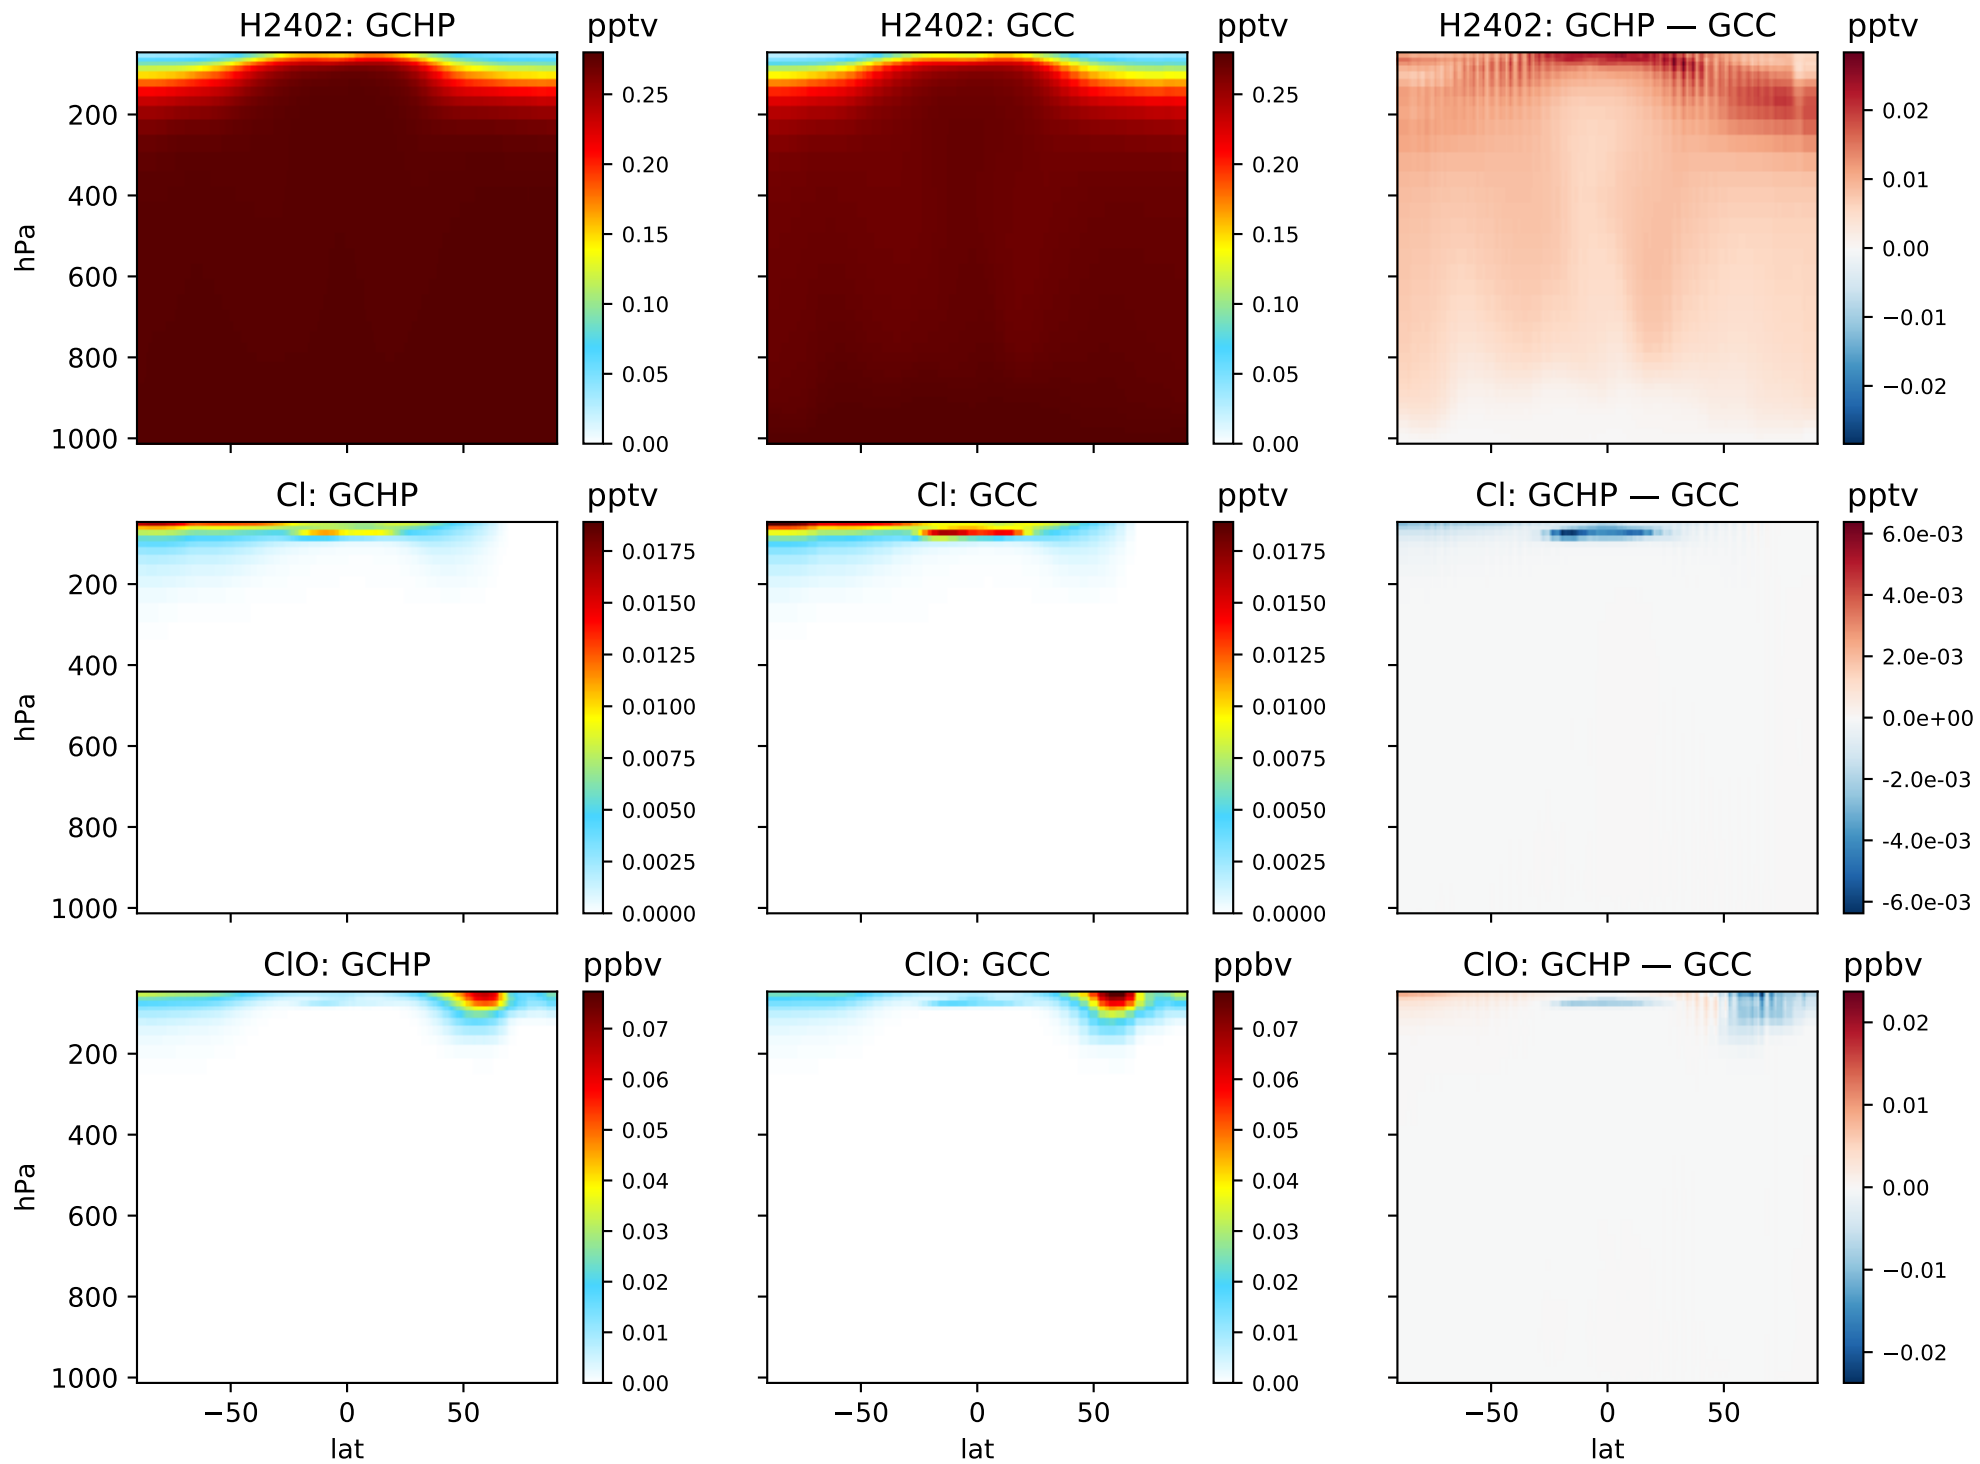 H2402: GCHP
pptv
H2402: GCC
pptv
H2402: GCHP — GCC
pptv
hPa
200
400
600
800
1000
0.25
0.20
0.15
0.10
0.05
0.00
0.25
0.20
0.15
0.10
0.05
0.00
0.02
0.01
0.00
−0.01
−0.02
Cl: GCHP
pptv
Cl: GCC
pptv
Cl: GCHP — GCC
pptv
hPa
200
400
600
800
1000
0.0175
0.0150
0.0125
0.0100
0.0075
0.0050
0.0025
0.0000
0.0175
0.0150
0.0125
0.0100
0.0075
0.0050
0.0025
0.0000
6.0e-03
4.0e-03
2.0e-03
0.0e+00
-2.0e-03
-4.0e-03
-6.0e-03
ClO: GCHP
ppbv
ClO: GCC
ppbv
ClO: GCHP — GCC
ppbv
hPa
200
400
600
800
1000
0.07
0.06
0.05
0.04
0.03
0.02
0.01
0.00
0.07
0.06
0.05
0.04
0.03
0.02
0.01
0.00
0.02
0.01
0.00
−0.01
−0.02
−50 0 50
−50 0 50
−50 0 50
lat
lat
lat